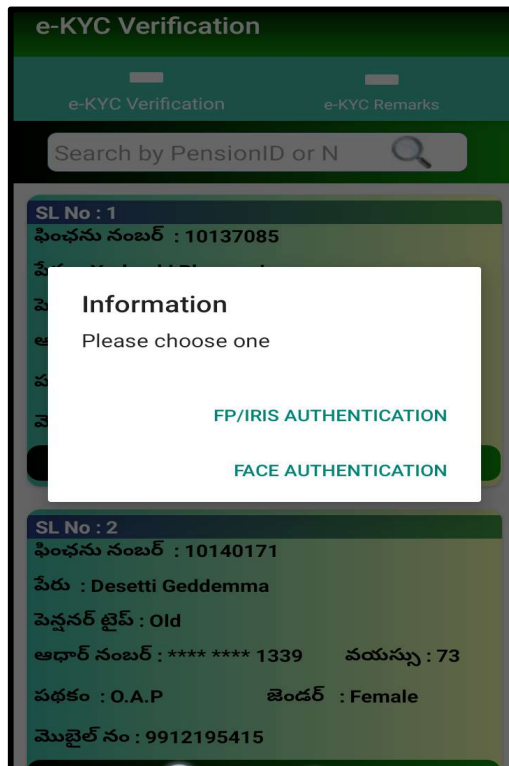 e-KYC Verification
e-KYC Verification e-KYC Remarks
Search by PensionID or N
SL No : 1
ఫించను నంబర్ : 10137085
Information
Please choose one
FP/IRIS AUTHENTICATION
FACE AUTHENTICATION
SL No : 2
ఫించను నంబర్ : 10140171
పేరు : Desetti Geddemma
పెన్షనర్ టైప్ : Old
ఆధార్ నంబర్ : **** **** 1339 వయస్సు : 73
పథకం : O.A.P జెండర్ : Female
మొబైల్ నం : 9912195415